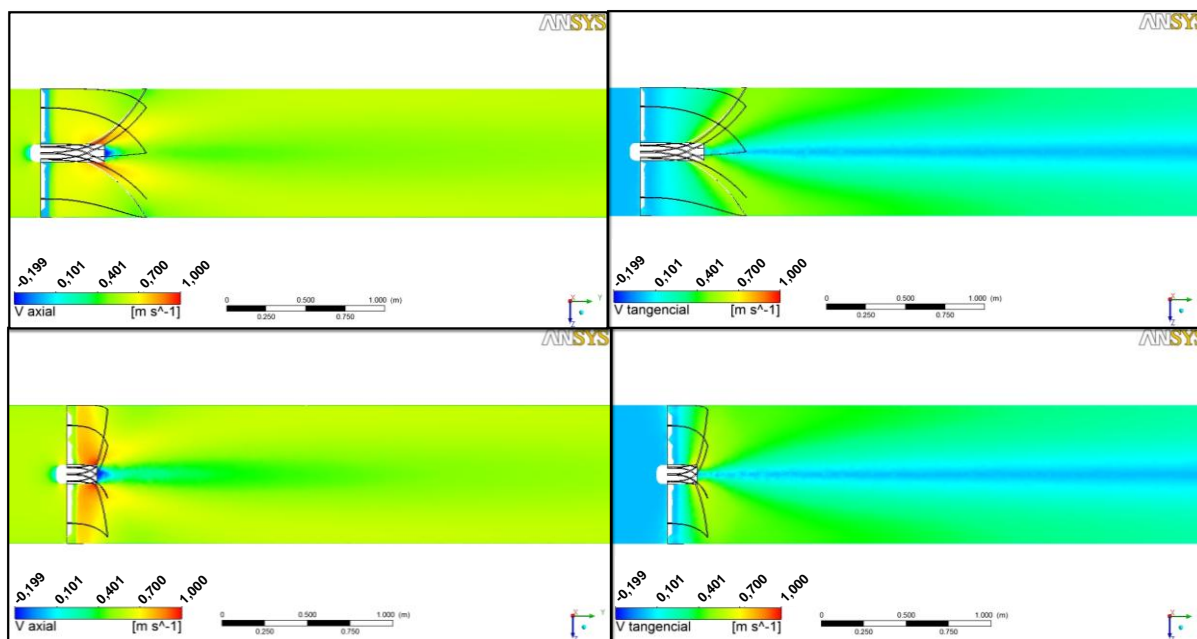 ANSYS
-0,199 0,101 0,401 0,700 1,000
V axial [m s^-1]
0 0.500 1.000 (m)
0.250 0.750
X Y Z
ANSYS
-0,199 0,101 0,401 0,700 1,000
V tangencial [m s^-1]
0 0.500 1.000 (m)
0.250 0.750
X Y Z
ANSYS
-0,199 0,101 0,401 0,700 1,000
V axial [m s^-1]
0 0.500 1.000 (m)
0.250 0.750
X Y Z
ANSYS
-0,199 0,101 0,401 0,700 1,000
V tangencial [m s^-1]
0 0.500 1.000 (m)
0.250 0.750
X Y Z